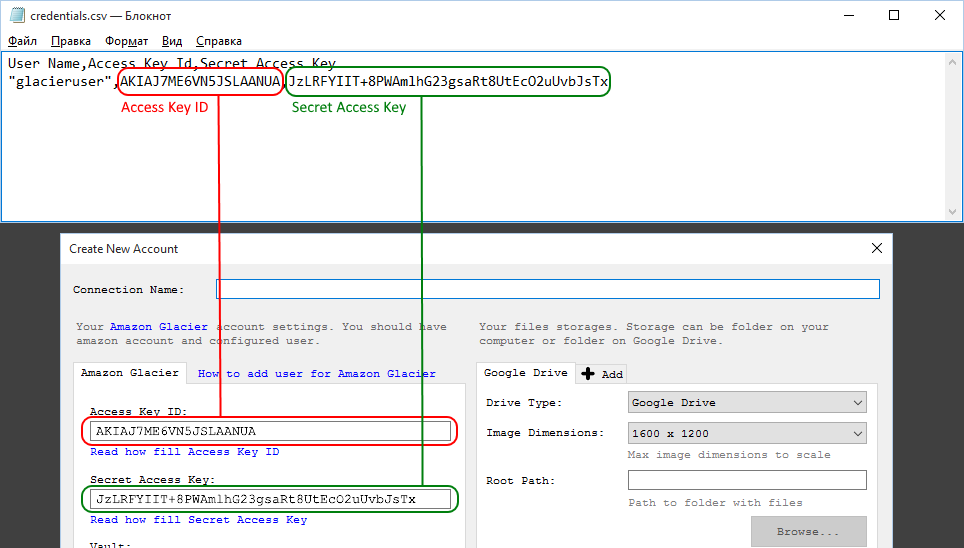 credentials.csv — Блокнот
Файл Правка Формат Вид Справка
User Name,Access Key Id,Secret Access Key
"glacieruser",AKIAJ7ME6VN5JSLAANUA,JzLRFYIIT+8PWAmlhG23gsaRt8UtEcO2uUvbJsTx
Access Key ID Secret Access Key
Create New Account
Connection Name:
Your Amazon Glacier account settings. You should have
amazon account and configured user.
Your files storages. Storage can be folder on your
computer or folder on Google Drive.
Amazon Glacier How to add user for Amazon Glacier
Google Drive Add
Access Key ID:
AKIAJ7ME6VN5JSLAANUA
Read how fill Access Key ID
Secret Access Key:
JzLRFYIIT+8PWAmlhG23gsaRt8UtEcO2uUvbJsTx
Read how fill Secret Access Key
Vault:
Drive Type: Google Drive
Image Dimensions: 1600 x 1200
Max image dimensions to scale
Root Path:
Path to folder with files
Browse...